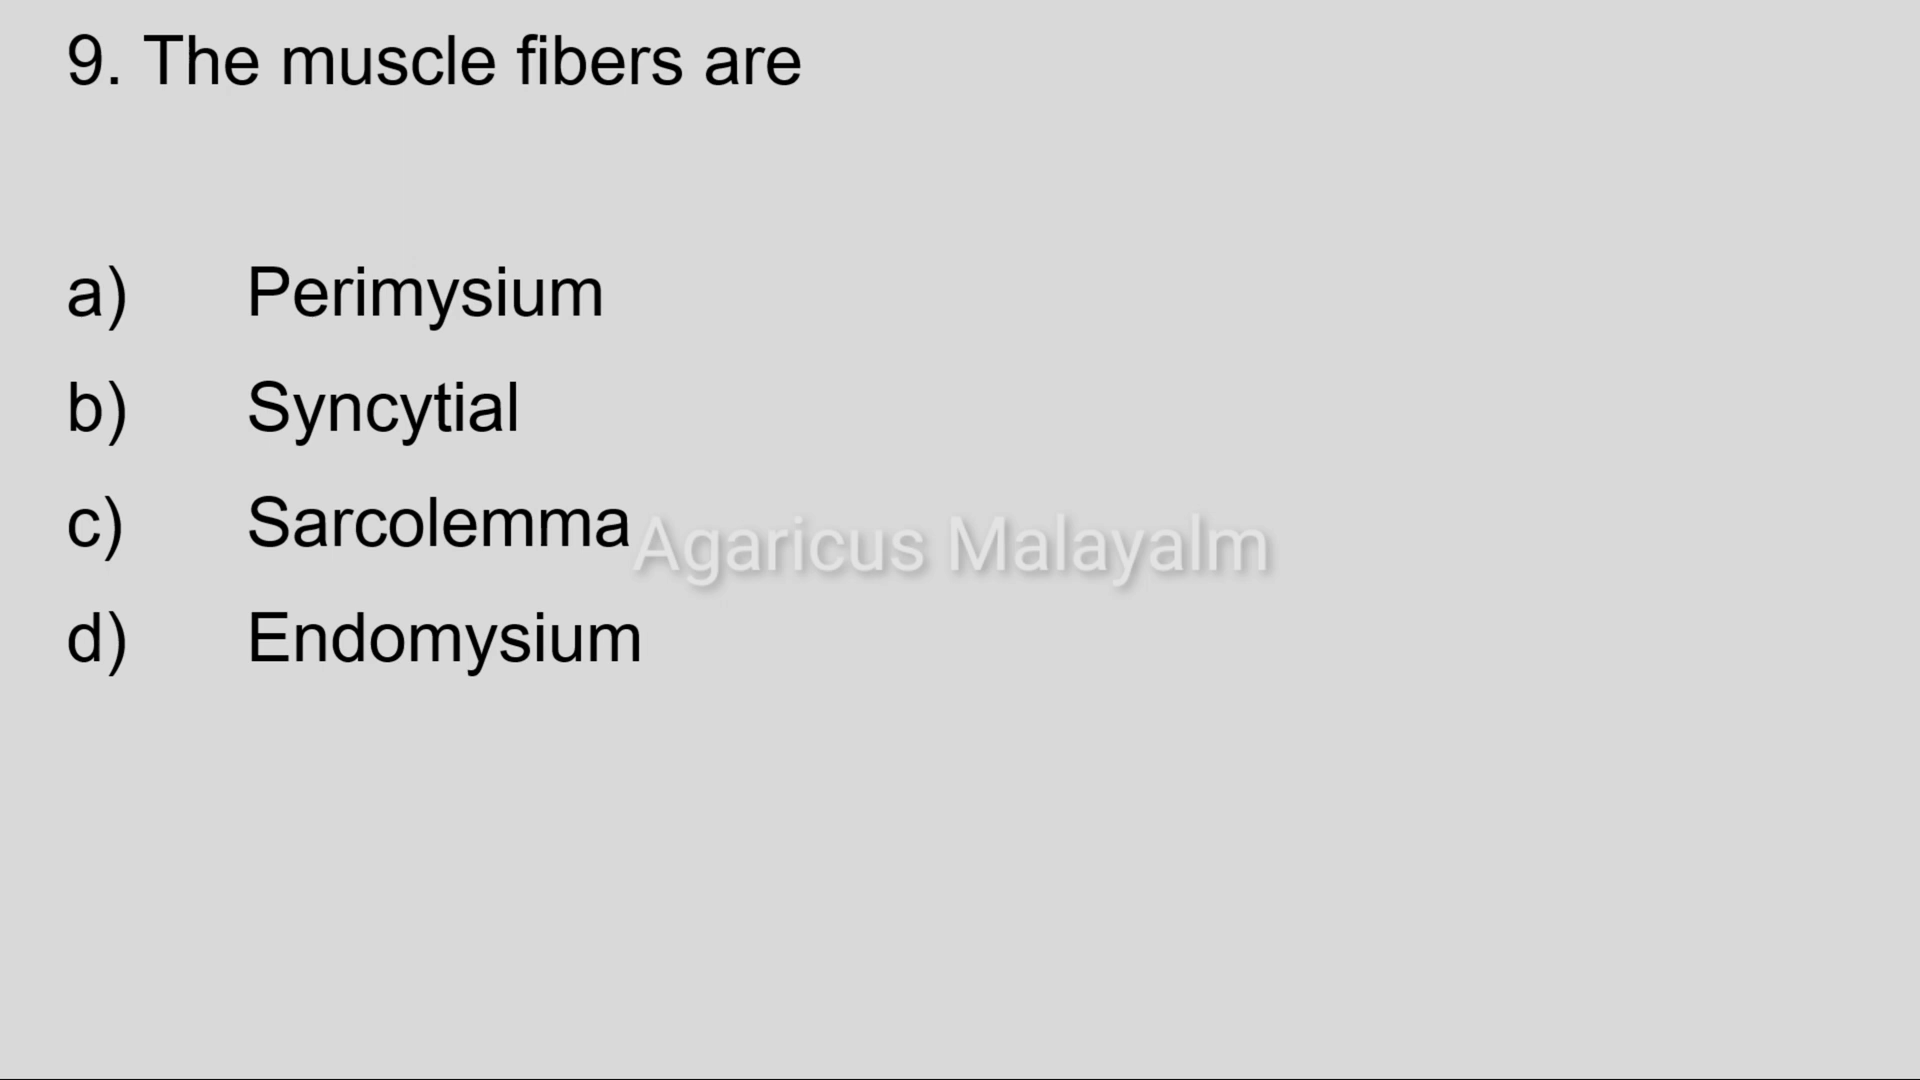 9. The muscle fibers are
a) Perimysium
b) Syncytial
c) Sarcolemma
Agaricus Malayalm
d) Endomysium